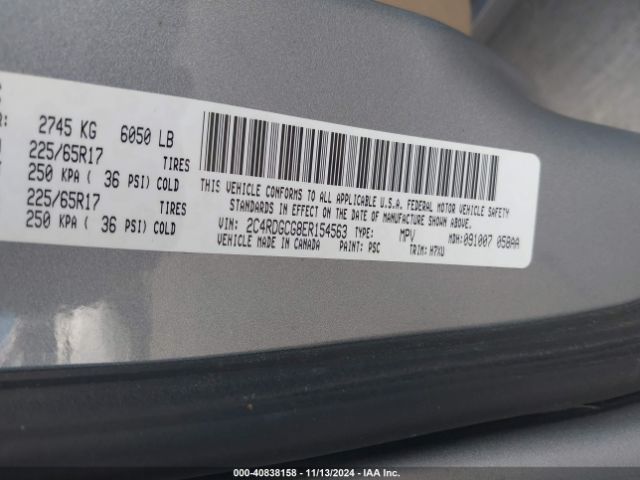 R: 2745 KG 6050 LB
225/65R17 TIRES
250 KPA ( 36 PSI) COLD
225/65R17 TIRES
250 KPA ( 36 PSI) COLD
THIS VEHICLE CONFORMS TO ALL APPLICABLE U.S.A. FEDERAL MOTOR VEHICLE SAFETY
STANDARDS IN EFFECT ON THE DATE OF MANUFACTURE SHOWN ABOVE.
VIN: 2C4RDGCG8ER154563 TYPE: MPV MDH: 091007 058AA
VEHICLE MADE IN CANADA PAINT: PSC TRIM: H7XU
000-40838158 - 11/13/2024 - IAA Inc.